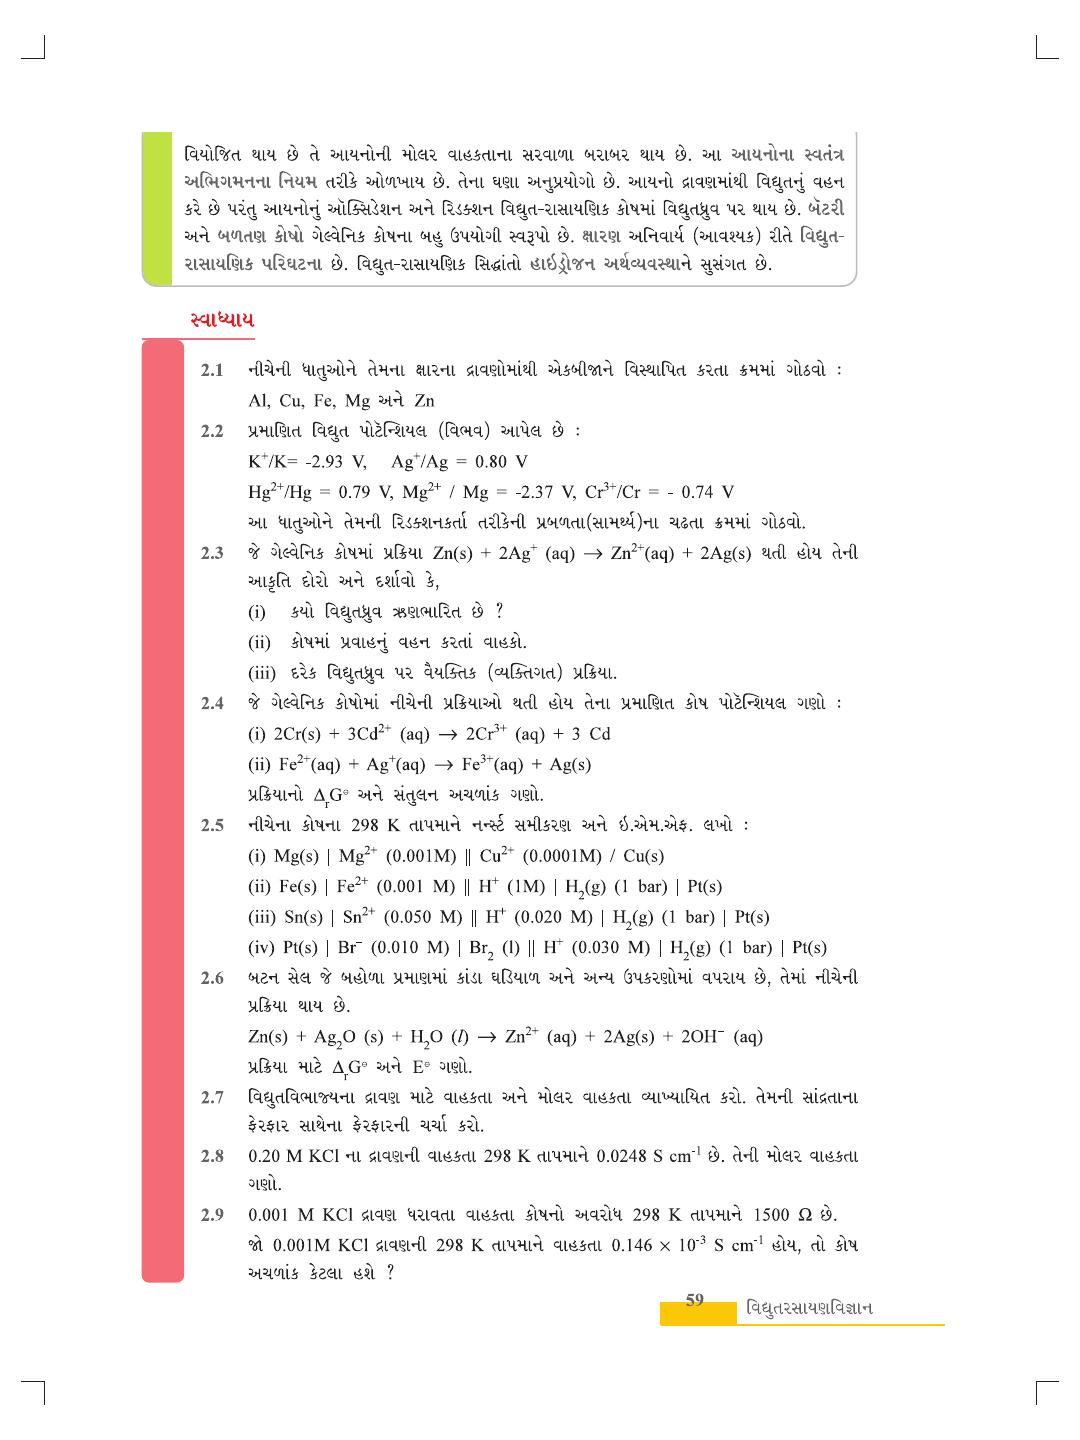 વિયોજિત થાય છે તે આયનોની મોલર વાહકતાના સરવાળા બરાબર થાય છે. આ આયનોના સ્વતંત્ર
અભિગમનના નિયમ તરીકે ઓળખાય છે. તેના ઘણા અનુપ્રયોગો છે. આયનો દ્રાવણમાંથી વિદ્યુતનું વહન
કરે છે પરંતુ આયનોનું ઑક્સિડેશન અને રિડક્શન વિદ્યુત-રાસાયણિક કોષમાં વિદ્યુતધ્રુવ પર થાય છે. બૅટરી
અને બળતણ કોષો ગેલ્વેનિક કોષના બહુ ઉપયોગી સ્વરૂપો છે. ક્ષારણ અનિવાર્ય (આવશ્યક) રીતે વિદ્યુત-
રાસાયણિક પરિઘટના છે. વિદ્યુત-રાસાયણિક સિદ્ધાંતો હાઇડ્રોજન અર્થવ્યવસ્થાને સુસંગત છે.
સ્વાધ્યાય
2.1 નીચેની ધાતુઓને તેમના ક્ષારના દ્રાવણોમાંથી એકબીજાને વિસ્થાપિત કરતા ક્રમમાં ગોઠવો :
Al, Cu, Fe, Mg અને Zn
2.2 પ્રમાણિત વિદ્યુત પોટૅન્શિયલ (વિભવ) આપેલ છે :
K⁺/K= -2.93 V, Ag⁺/Ag = 0.80 V
Hg²⁺/Hg = 0.79 V, Mg²⁺ / Mg = -2.37 V, Cr³⁺/Cr = - 0.74 V
આ ધાતુઓને તેમની રિડક્શનકર્તા તરીકેની પ્રબળતા(સામર્થ્ય)ના ચઢતા ક્રમમાં ગોઠવો.
2.3 જે ગેલ્વેનિક કોષમાં પ્રક્રિયા Zn(s) + 2Ag⁺ (aq) → Zn²⁺(aq) + 2Ag(s) થતી હોય તેની
આકૃતિ દોરો અને દર્શાવો કે,
(i) કયો વિદ્યુતધ્રુવ ઋણભારિત છે ?
(ii) કોષમાં પ્રવાહનું વહન કરતાં વાહકો.
(iii) દરેક વિદ્યુતધ્રુવ પર વૈયક્તિક (વ્યક્તિગત) પ્રક્રિયા.
2.4 જે ગેલ્વેનિક કોષોમાં નીચેની પ્રક્રિયાઓ થતી હોય તેના પ્રમાણિત કોષ પોટૅન્શિયલ ગણો :
(i) 2Cr(s) + 3Cd²⁺ (aq) → 2Cr³⁺ (aq) + 3 Cd
(ii) Fe²⁺(aq) + Ag⁺(aq) → Fe³⁺(aq) + Ag(s)
પ્રક્રિયાનો ΔᵣG⊖ અને સંતુલન અચળાંક ગણો.
2.5 નીચેના કોષના 298 K તાપમાને નર્ન્સ્ટ સમીકરણ અને ઇ.એમ.એફ. લખો :
(i) Mg(s) | Mg²⁺ (0.001M) || Cu²⁺ (0.0001M) / Cu(s)
(ii) Fe(s) | Fe²⁺ (0.001 M) || H⁺ (1M) | H₂(g) (1 bar) | Pt(s)
(iii) Sn(s) | Sn²⁺ (0.050 M) || H⁺ (0.020 M) | H₂(g) (1 bar) | Pt(s)
(iv) Pt(s) | Br⁻ (0.010 M) | Br₂ (l) || H⁺ (0.030 M) | H₂(g) (1 bar) | Pt(s)
2.6 બટન સેલ જે બહોળા પ્રમાણમાં કાંડા ઘડિયાળ અને અન્ય ઉપકરણોમાં વપરાય છે, તેમાં નીચેની
પ્રક્રિયા થાય છે.
Zn(s) + Ag₂O (s) + H₂O (l) → Zn²⁺ (aq) + 2Ag(s) + 2OH⁻ (aq)
પ્રક્રિયા માટે ΔᵣG⊖ અને E⊖ ગણો.
2.7 વિદ્યુતવિભાજ્યના દ્રાવણ માટે વાહકતા અને મોલર વાહકતા વ્યાખ્યાયિત કરો. તેમની સાંદ્રતાના
ફેરફાર સાથેના ફેરફારની ચર્ચા કરો.
2.8 0.20 M KCl ના દ્રાવણની વાહકતા 298 K તાપમાને 0.0248 S cm⁻¹ છે. તેની મોલર વાહકતા
ગણો.
2.9 0.001 M KCl દ્રાવણ ધરાવતા વાહકતા કોષનો અવરોધ 298 K તાપમાને 1500 Ω છે.
જો 0.001M KCl દ્રાવણની 298 K તાપમાને વાહકતા 0.146 × 10⁻³ S cm⁻¹ હોય, તો કોષ
અચળાંક કેટલા હશે ?
59 વિદ્યુતરસાયણવિજ્ઞાન